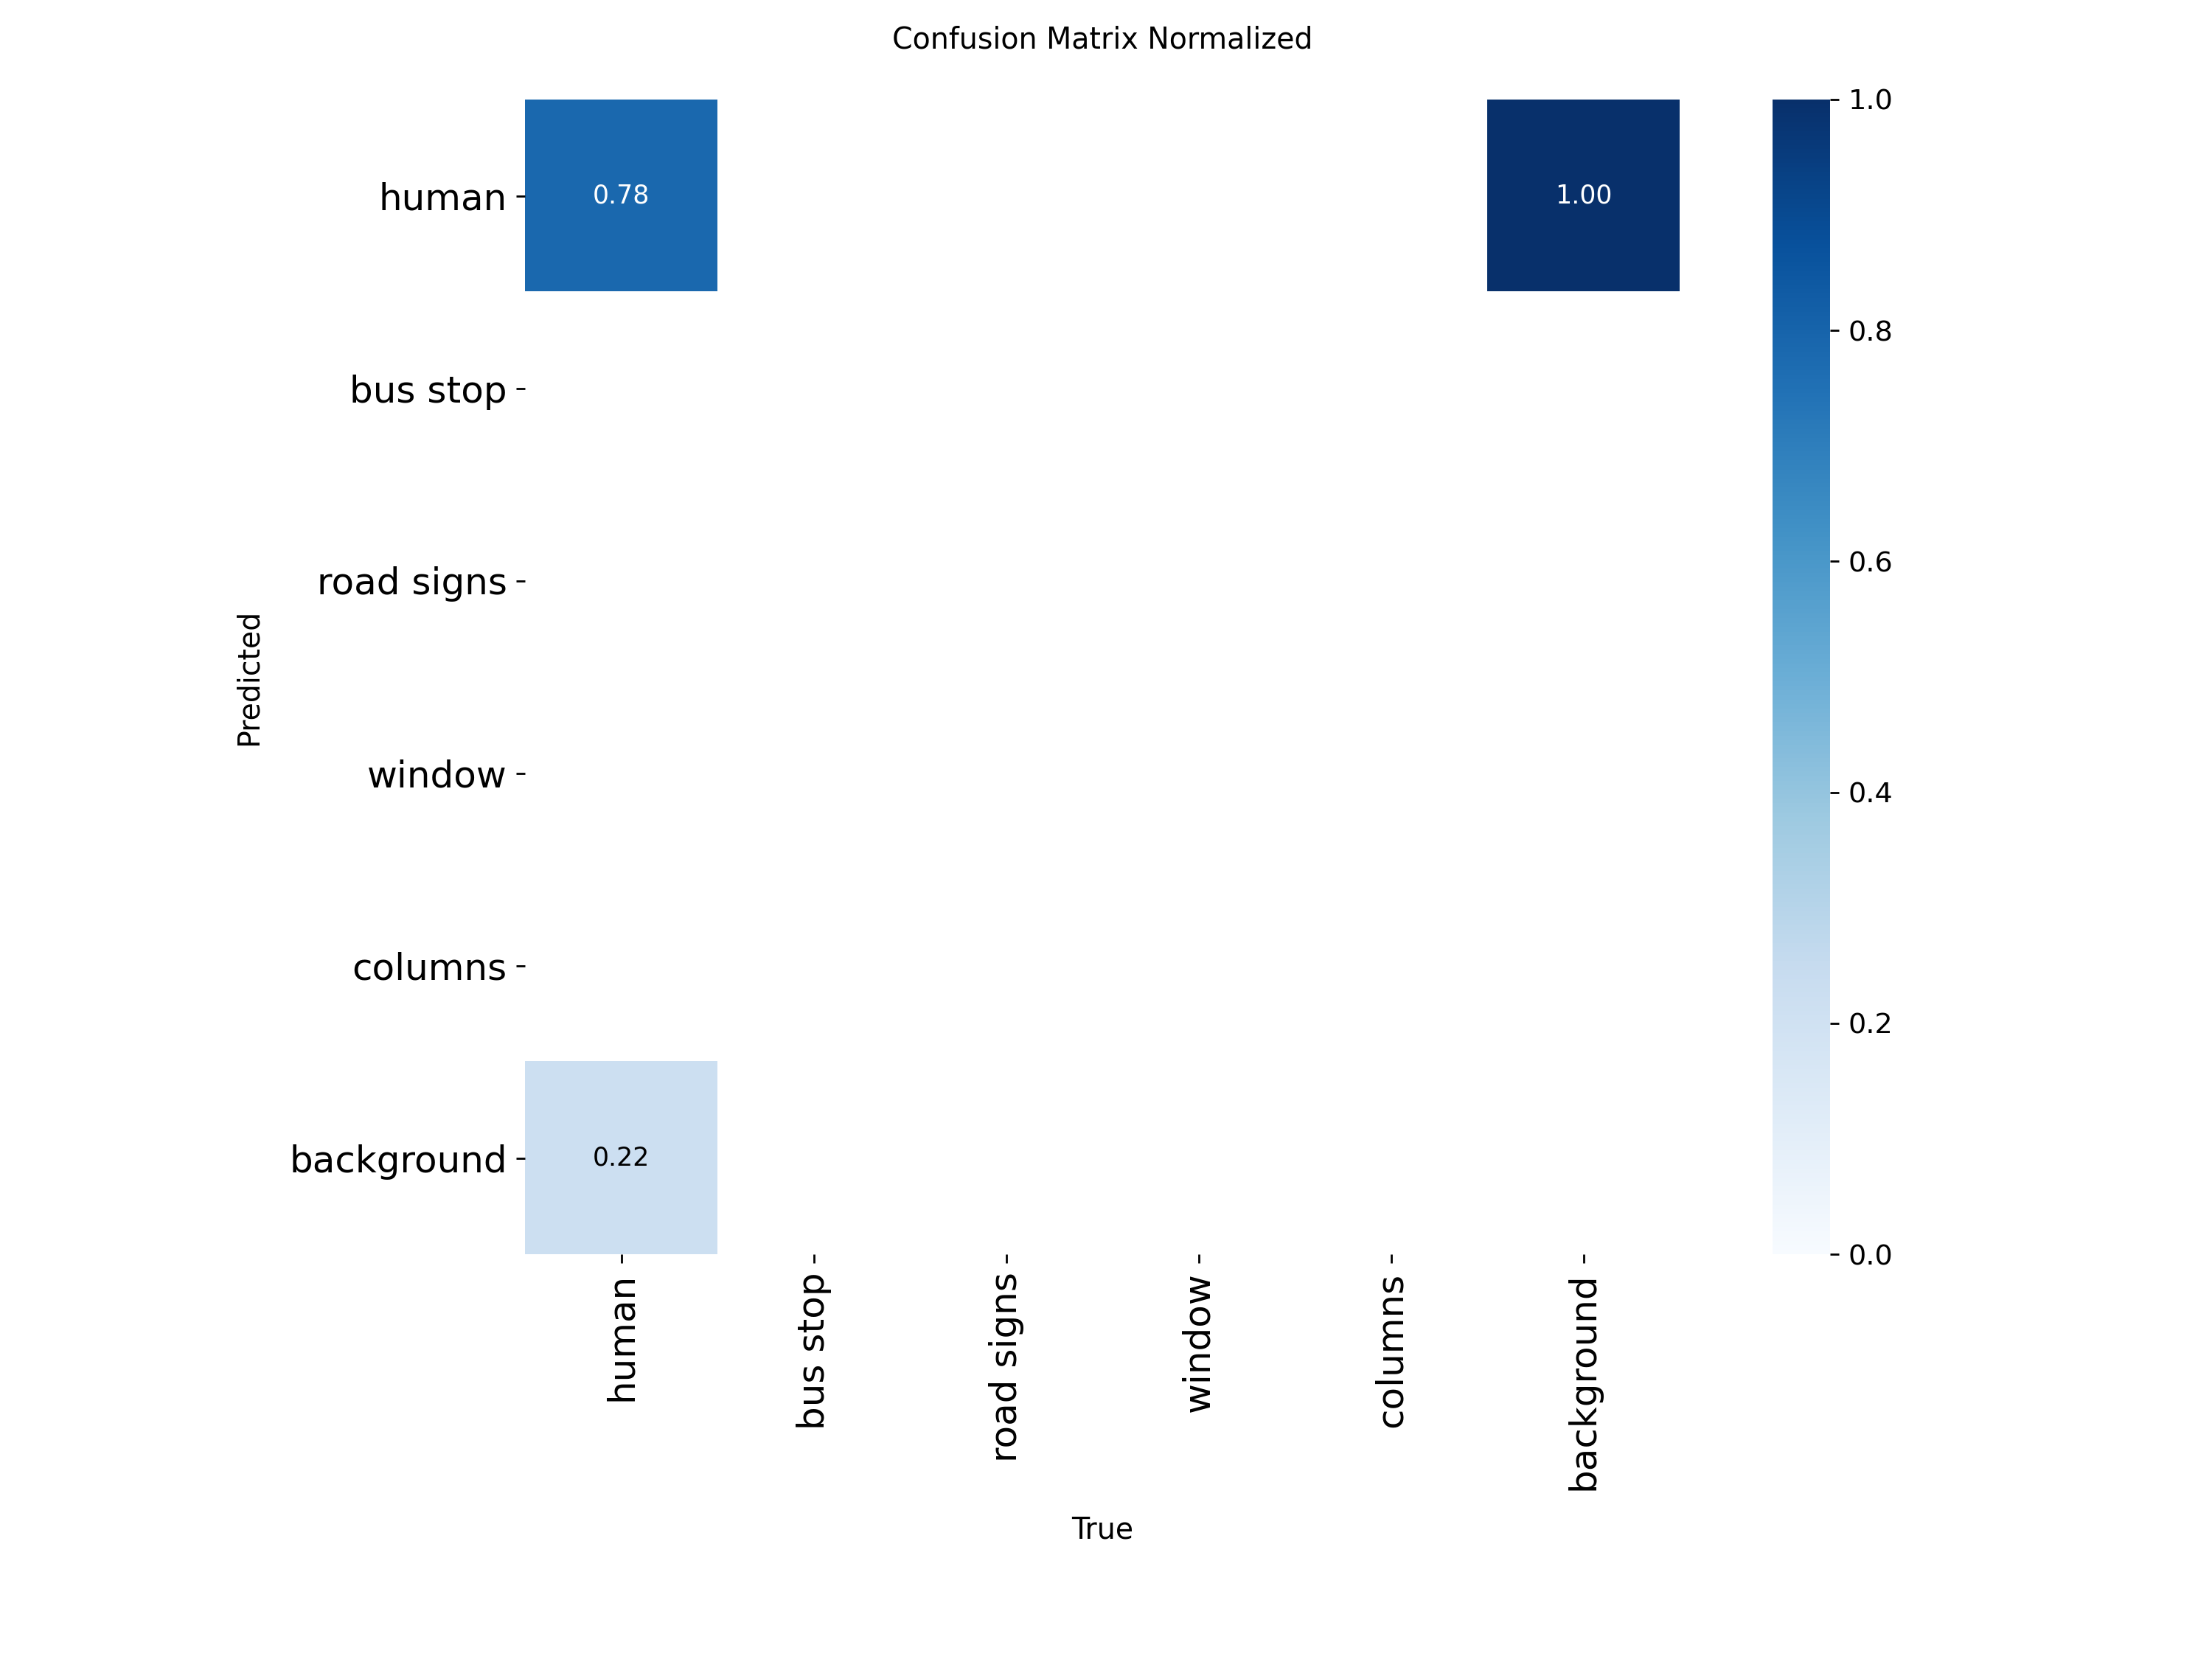 Confusion Matrix Normalized
human
0.78
1.00
bus stop
road signs
window
columns
background
0.22
Predicted
human
bus stop
road signs
window
columns
background
True
1.0
0.8
0.6
0.4
0.2
0.0